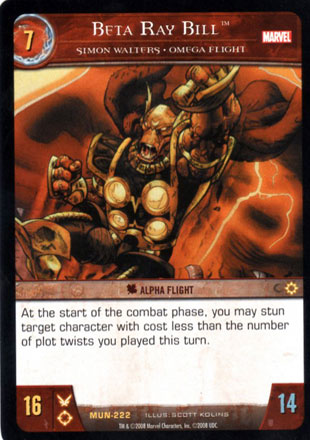 7
BETA RAY BILL™
MARVEL
SIMON WALTERS • OMEGA FLIGHT
ALPHA FLIGHT
C
At the start of the combat phase, you may stun
target character with cost less than the number
of plot twists you played this turn.
16
MUN-222
ILLUS: SCOTT KOLINS
14
TM & ©2008 Marvel Characters, Inc. ©2008 UDC.